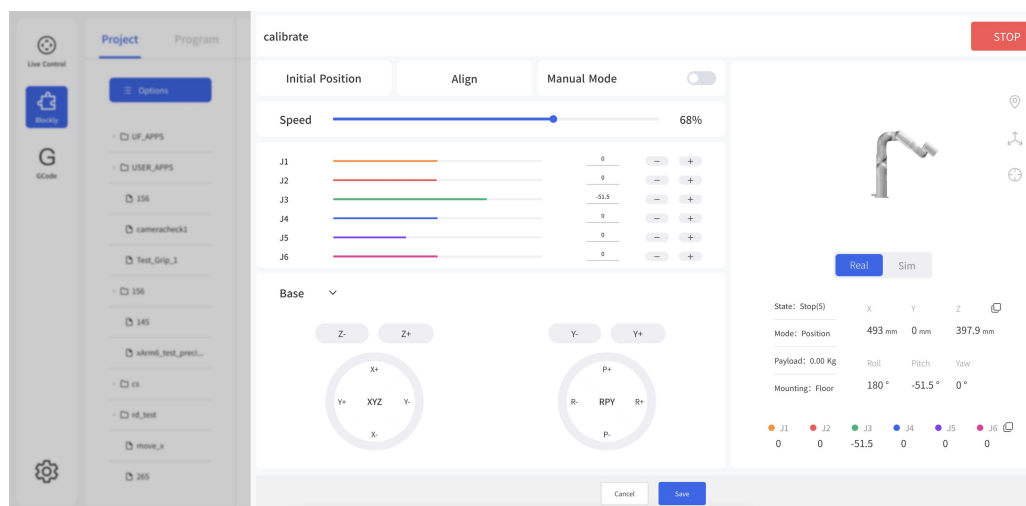 Project Program
Live Control
Options
Blockly
UF_APPS
USER_APPS
G
GCode
156
cameracheck1
Test_Grip_1
156
145
xArm6_test_preci...
cs
rd_test
move_x
265
calibrate
STOP
Initial Position
Align
Manual Mode
Speed 68%
J1 0 − +
J2 0 − +
J3 -51.5 − +
J4 0 − +
J5 0 − +
J6 0 − +
Base
Z- Z+
X+
Y+ XYZ Y-
X-
Y- Y+
P+
R- RPY R+
P-
Cancel Save
Real Sim
State: Stop(5)
Mode: Position
Payload: 0.00 Kg
Mounting: Floor
X Y Z
493 mm 0 mm 397.9 mm
Roll Pitch Yaw
180 ° -51.5 ° 0 °
J1 J2 J3 J4 J5 J6
0 0 -51.5 0 0 0